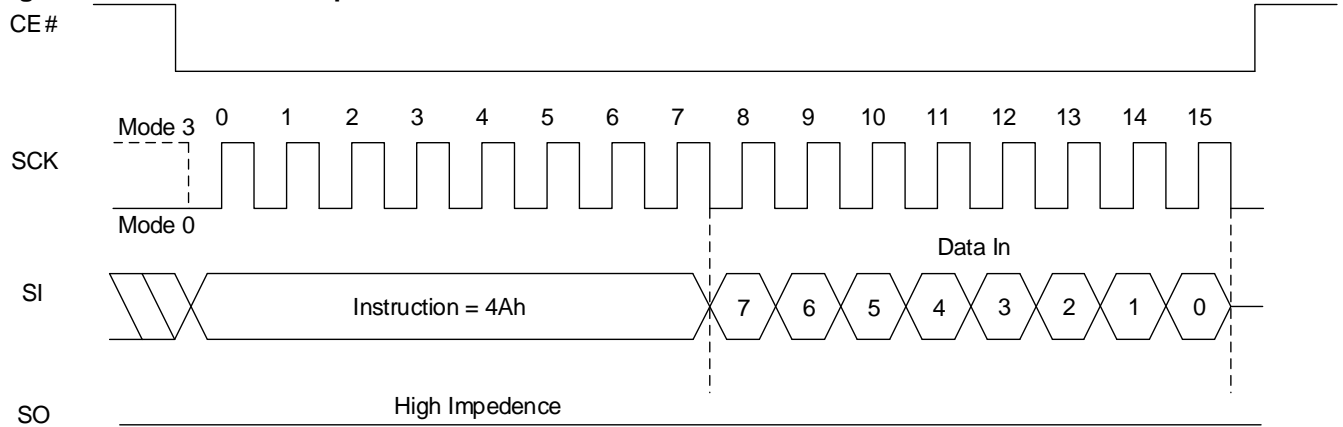 CE#
Mode 3
0 1 2 3 4 5 6 7 8 9 10 11 12 13 14 15
SCK
Mode 0
Data In
SI
Instruction = 4Ah
7 6 5 4 3 2 1 0
High Impedence
SO